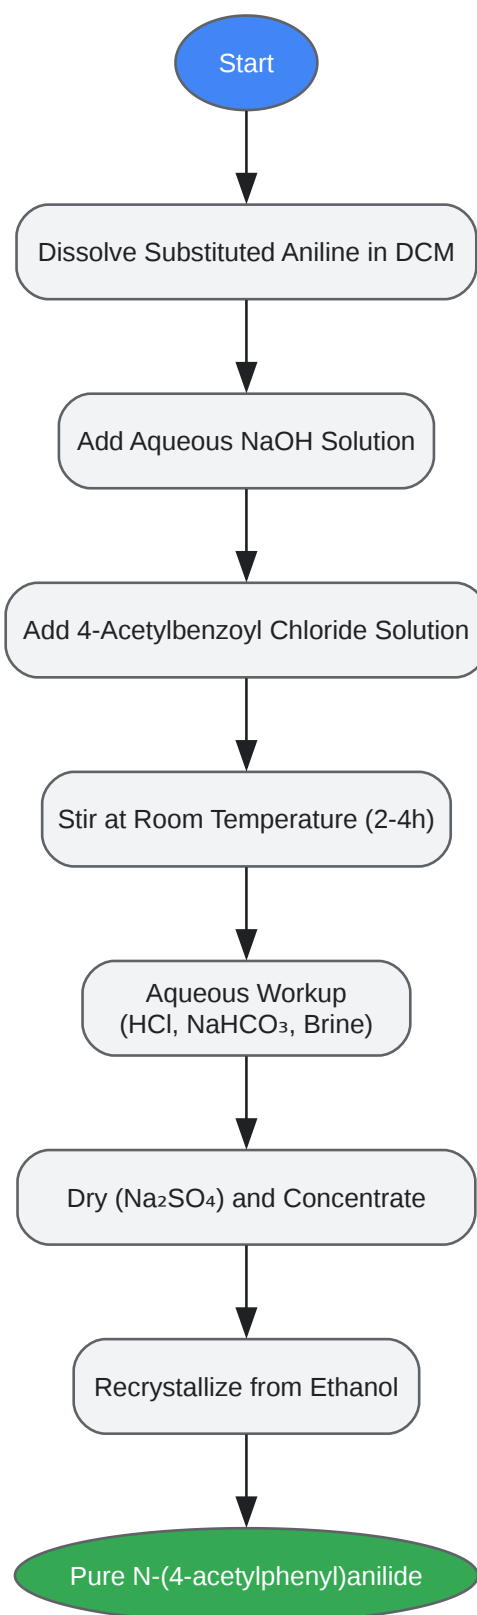 Start
Dissolve Substituted Aniline in DCM
Add Aqueous NaOH Solution
Add 4-Acetylbenzoyl Chloride Solution
Stir at Room Temperature (2-4h)
Aqueous Workup
(HCl, NaHCO₃, Brine)
Dry (Na₂SO₄) and Concentrate
Recrystallize from Ethanol
Pure N-(4-acetylphenyl)anilide